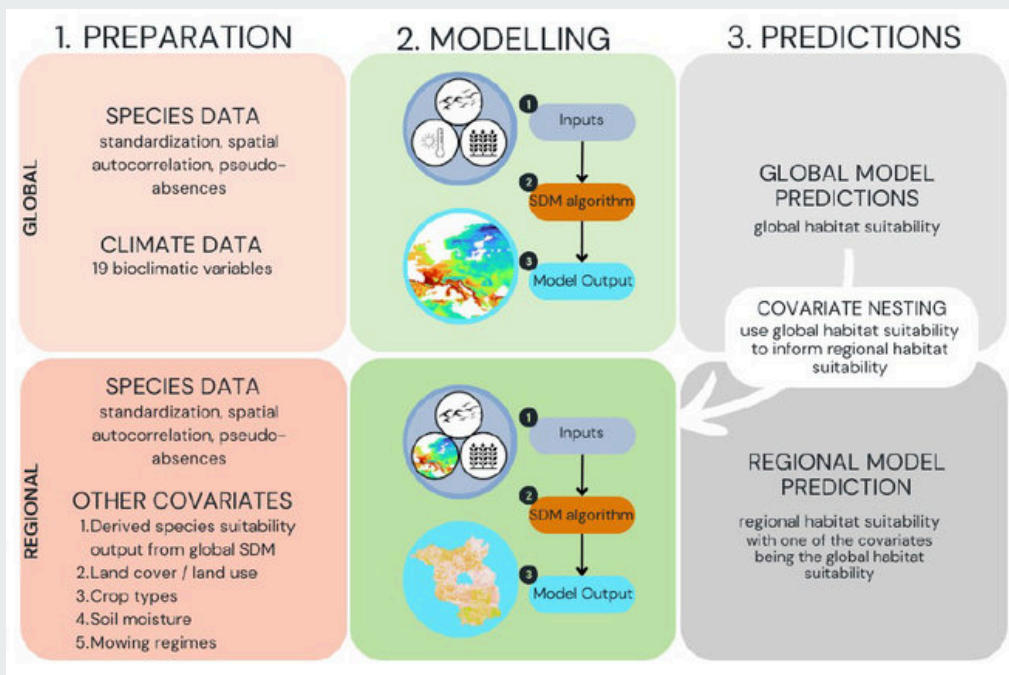 1. PREPARATION
2. MODELLING
3. PREDICTIONS
GLOBAL
SPECIES DATA
standardization, spatial
autocorrelation, pseudo-
absences
CLIMATE DATA
19 bioclimatic variables
1
Inputs
2
SDM algorithm
3
Model Output
GLOBAL MODEL
PREDICTIONS
global habitat suitability
COVARIATE NESTING
use global habitat suitability
to inform regional habitat
suitability
REGIONAL
SPECIES DATA
standardization, spatial
autocorrelation, pseudo-
absences
OTHER COVARIATES
1.Derived species suitability
output from global SDM
2.Land cover / land use
3.Crop types
4.Soil moisture
5.Mowing regimes
1
Inputs
2
SDM algorithm
3
Model Output
REGIONAL MODEL
PREDICTION
regional habitat suitability
with one of the covariates
being the global habitat
suitability